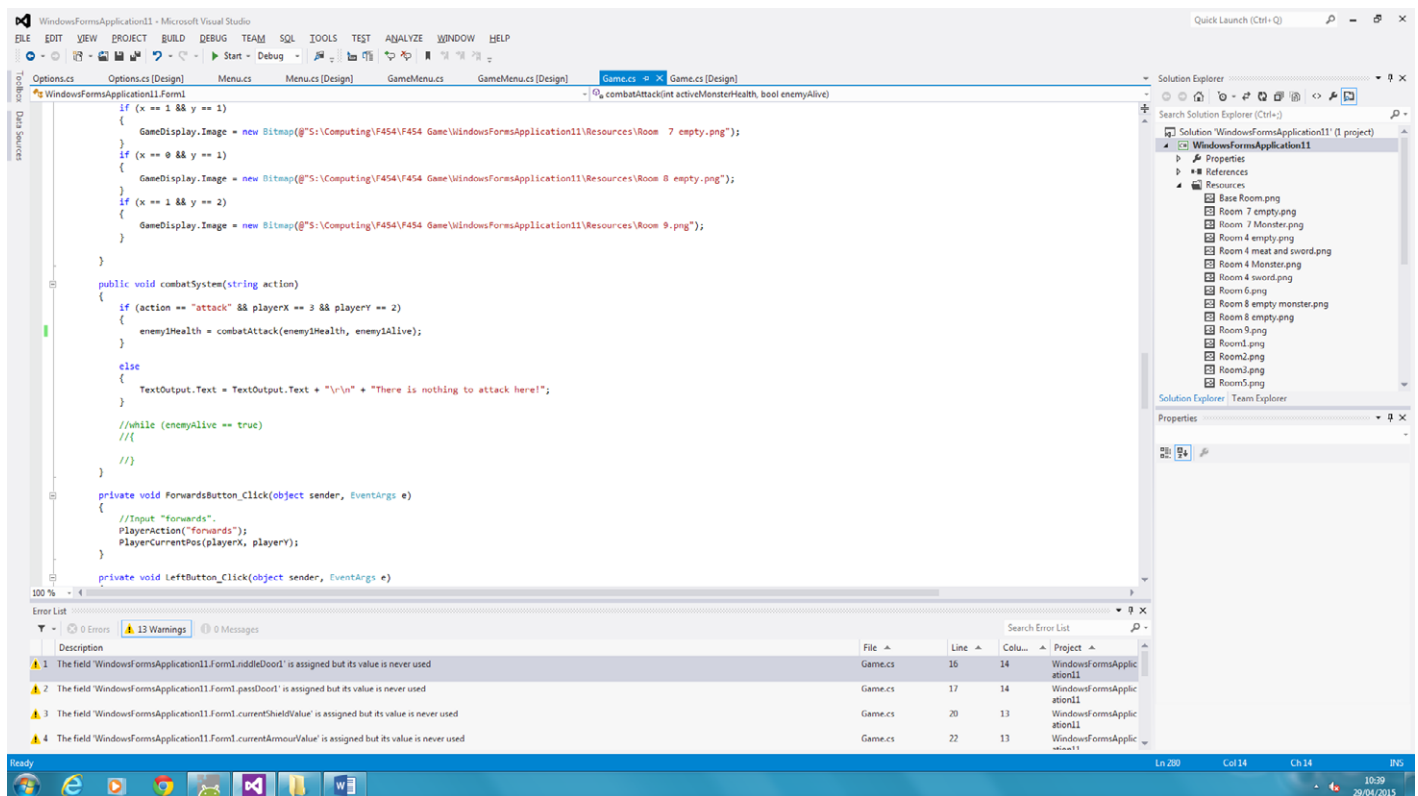 WindowsFormsApplication11 - Microsoft Visual Studio
Quick Launch (Ctrl+Q)
FILE EDIT VIEW PROJECT BUILD DEBUG TEAM SQL TOOLS TEST ANALYZE WINDOW HELP
Start - Debug
Toolbox
Data Sources
Options.cs Options.cs [Design] Menu.cs Menu.cs [Design] GameMenu.cs GameMenu.cs [Design] Game.cs Game.cs [Design]
WindowsFormsApplication11.Form1 combatAttack(int activeMonsterHealth, bool enemyAlive)
if (x == 1 && y == 1)
{
GameDisplay.Image = new Bitmap(@"S:\Computing\F454\F454 Game\WindowsFormsApplication11\Resources\Room  7 empty.png");
}
if (x == 0 && y == 1)
{
GameDisplay.Image = new Bitmap(@"S:\Computing\F454\F454 Game\WindowsFormsApplication11\Resources\Room 8 empty.png");
}
if (x == 1 && y == 2)
{
GameDisplay.Image = new Bitmap(@"S:\Computing\F454\F454 Game\WindowsFormsApplication11\Resources\Room 9.png");
}
}
public void combatSystem(string action)
{
if (action == "attack" && playerX == 3 && playerY == 2)
{
enemy1Health = combatAttack(enemy1Health, enemy1Alive);
}
else
{
TextOutput.Text = TextOutput.Text + "\r\n" + "There is nothing to attack here!";
}
//while (enemyAlive == true)
//{
//}
}
private void ForwardsButton_Click(object sender, EventArgs e)
{
//Input "forwards".
PlayerAction("forwards");
PlayerCurrentPos(playerX, playerY);
}
private void LeftButton_Click(object sender, EventArgs e)
100 %
Solution Explorer
Search Solution Explorer (Ctrl+;)
Solution 'WindowsFormsApplication11' (1 project)
WindowsFormsApplication11
Properties
References
Resources
Base Room.png
Room  7 empty.png
Room  7 Monster.png
Room 4 empty.png
Room 4 meat and sword.png
Room 4 Monster.png
Room 4 sword.png
Room 6.png
Room 8 empty monster.png
Room 8 empty.png
Room 9.png
Room1.png
Room2.png
Room3.png
Room5.png
Solution Explorer Team Explorer
Properties
Error List
0 Errors 13 Warnings 0 Messages
Search Error List
Description File Line Colu... Project
1 The field 'WindowsFormsApplication11.Form1.riddleDoor1' is assigned but its value is never used Game.cs 16 14 WindowsFormsApplic
ation11
2 The field 'WindowsFormsApplication11.Form1.passDoor1' is assigned but its value is never used Game.cs 17 14 WindowsFormsApplic
ation11
3 The field 'WindowsFormsApplication11.Form1.currentShieldValue' is assigned but its value is never used Game.cs 20 13 WindowsFormsApplic
ation11
4 The field 'WindowsFormsApplication11.Form1.currentArmourValue' is assigned but its value is never used Game.cs 22 13 WindowsFormsApplic
ation11
Ready Ln 280 Col 14 Ch 14 INS
10:39
29/04/2015